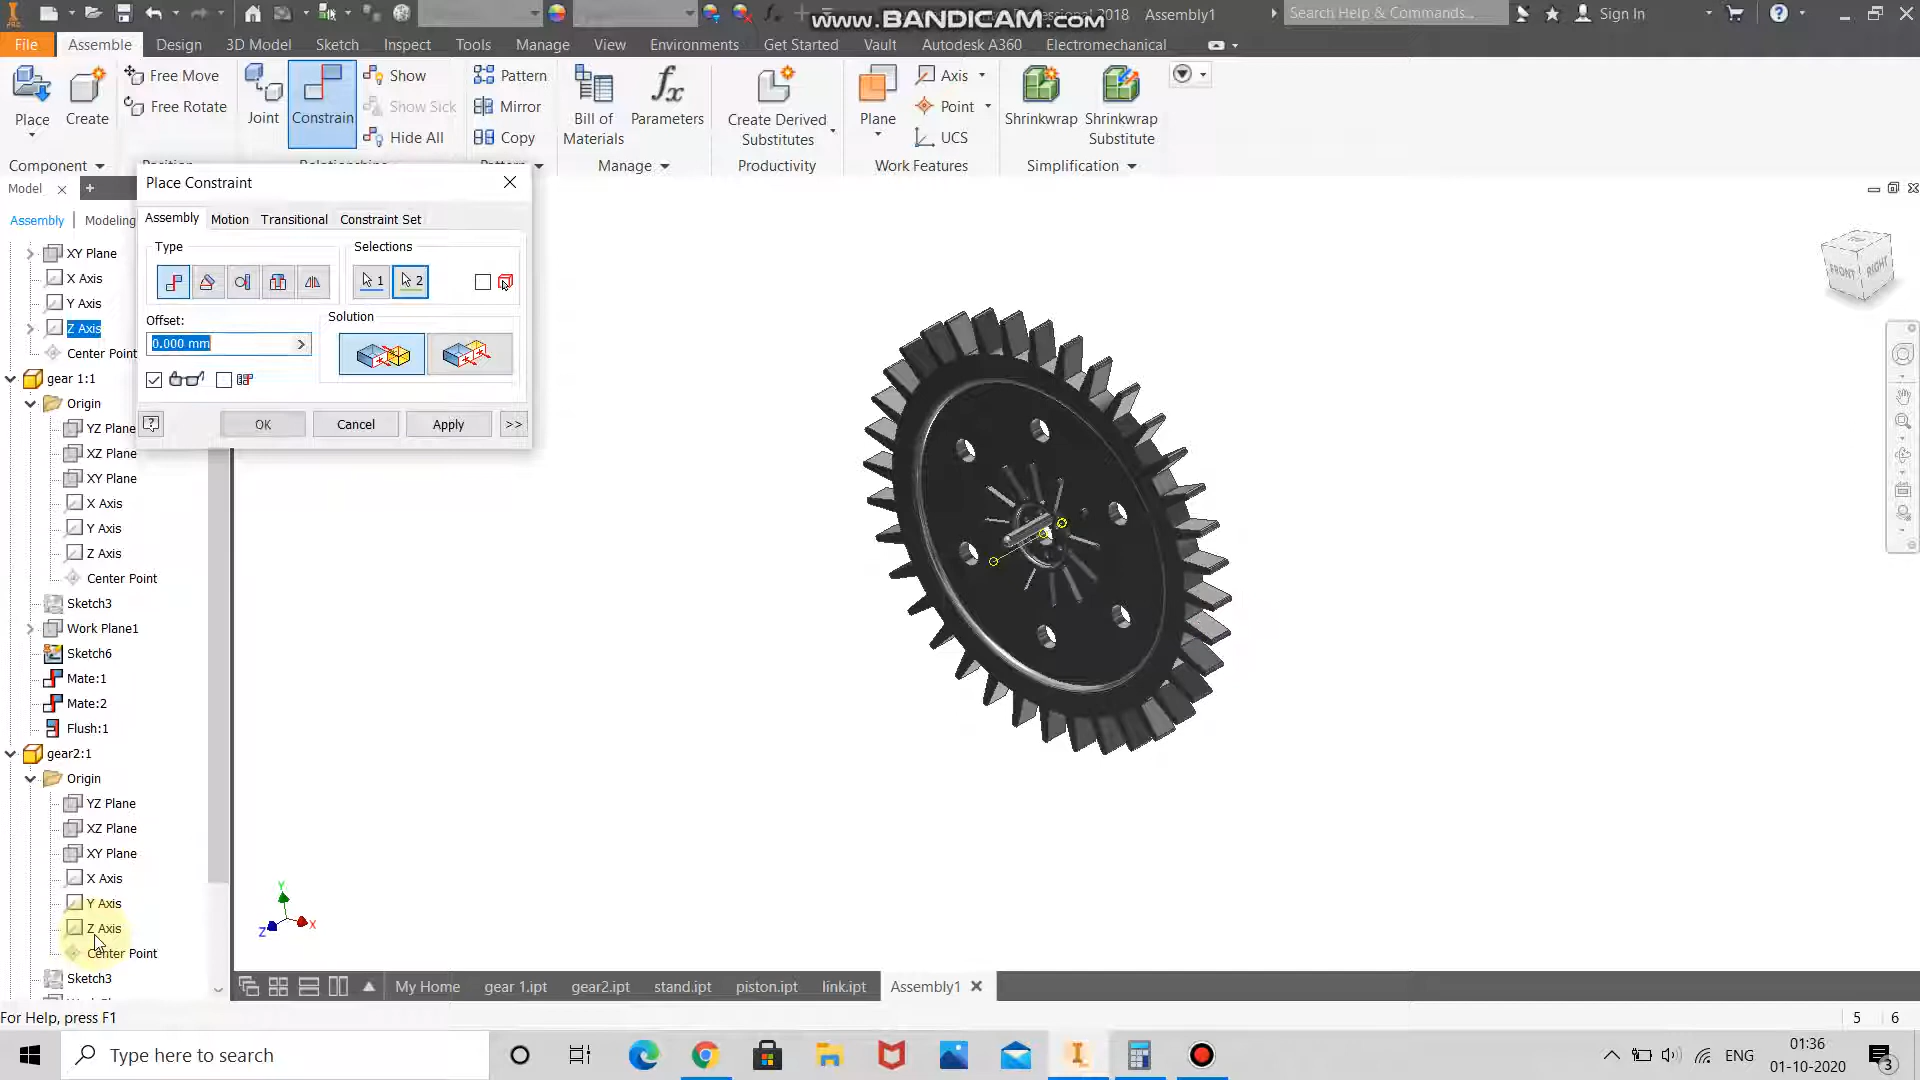 www.BANDICAM.com
Professional 2018 Assembly1
Search Help & Commands...
Sign In
File Assemble Design 3D Model Sketch Inspect Tools Manage View Environments Get Started Vault Autodesk A360 Electromechanical
Place
Create
Free Move
Free Rotate
Joint
Constrain
Show
Show Sick
Hide All
Pattern
Mirror
Copy
Bill of
Materials
Parameters
Create Derived
Substitutes
Plane
Axis
Point
UCS
Shrinkwrap
Shrinkwrap
Substitute
Component
Manage
Productivity
Work Features
Simplification
Model
Assembly
Modeling
XY Plane
X Axis
Y Axis
Z Axis
Center Point
gear 1:1
Origin
YZ Plane
XZ Plane
XY Plane
X Axis
Y Axis
Z Axis
Center Point
Sketch3
Work Plane1
Sketch6
Mate:1
Mate:2
Flush:1
gear2:1
Origin
YZ Plane
XZ Plane
XY Plane
X Axis
Y Axis
Z Axis
Center Point
Sketch3
Place Constraint
Assembly Motion Transitional Constraint Set
Type
Selections
1
2
Offset:
0.000 mm
Solution
OK
Cancel
Apply
>>
FRONT
RIGHT
Y
Z
X
My Home gear 1.ipt gear2.ipt stand.ipt piston.ipt link.ipt Assembly1
For Help, press F1
5 6
Type here to search
ENG
01:36
01-10-2020
3